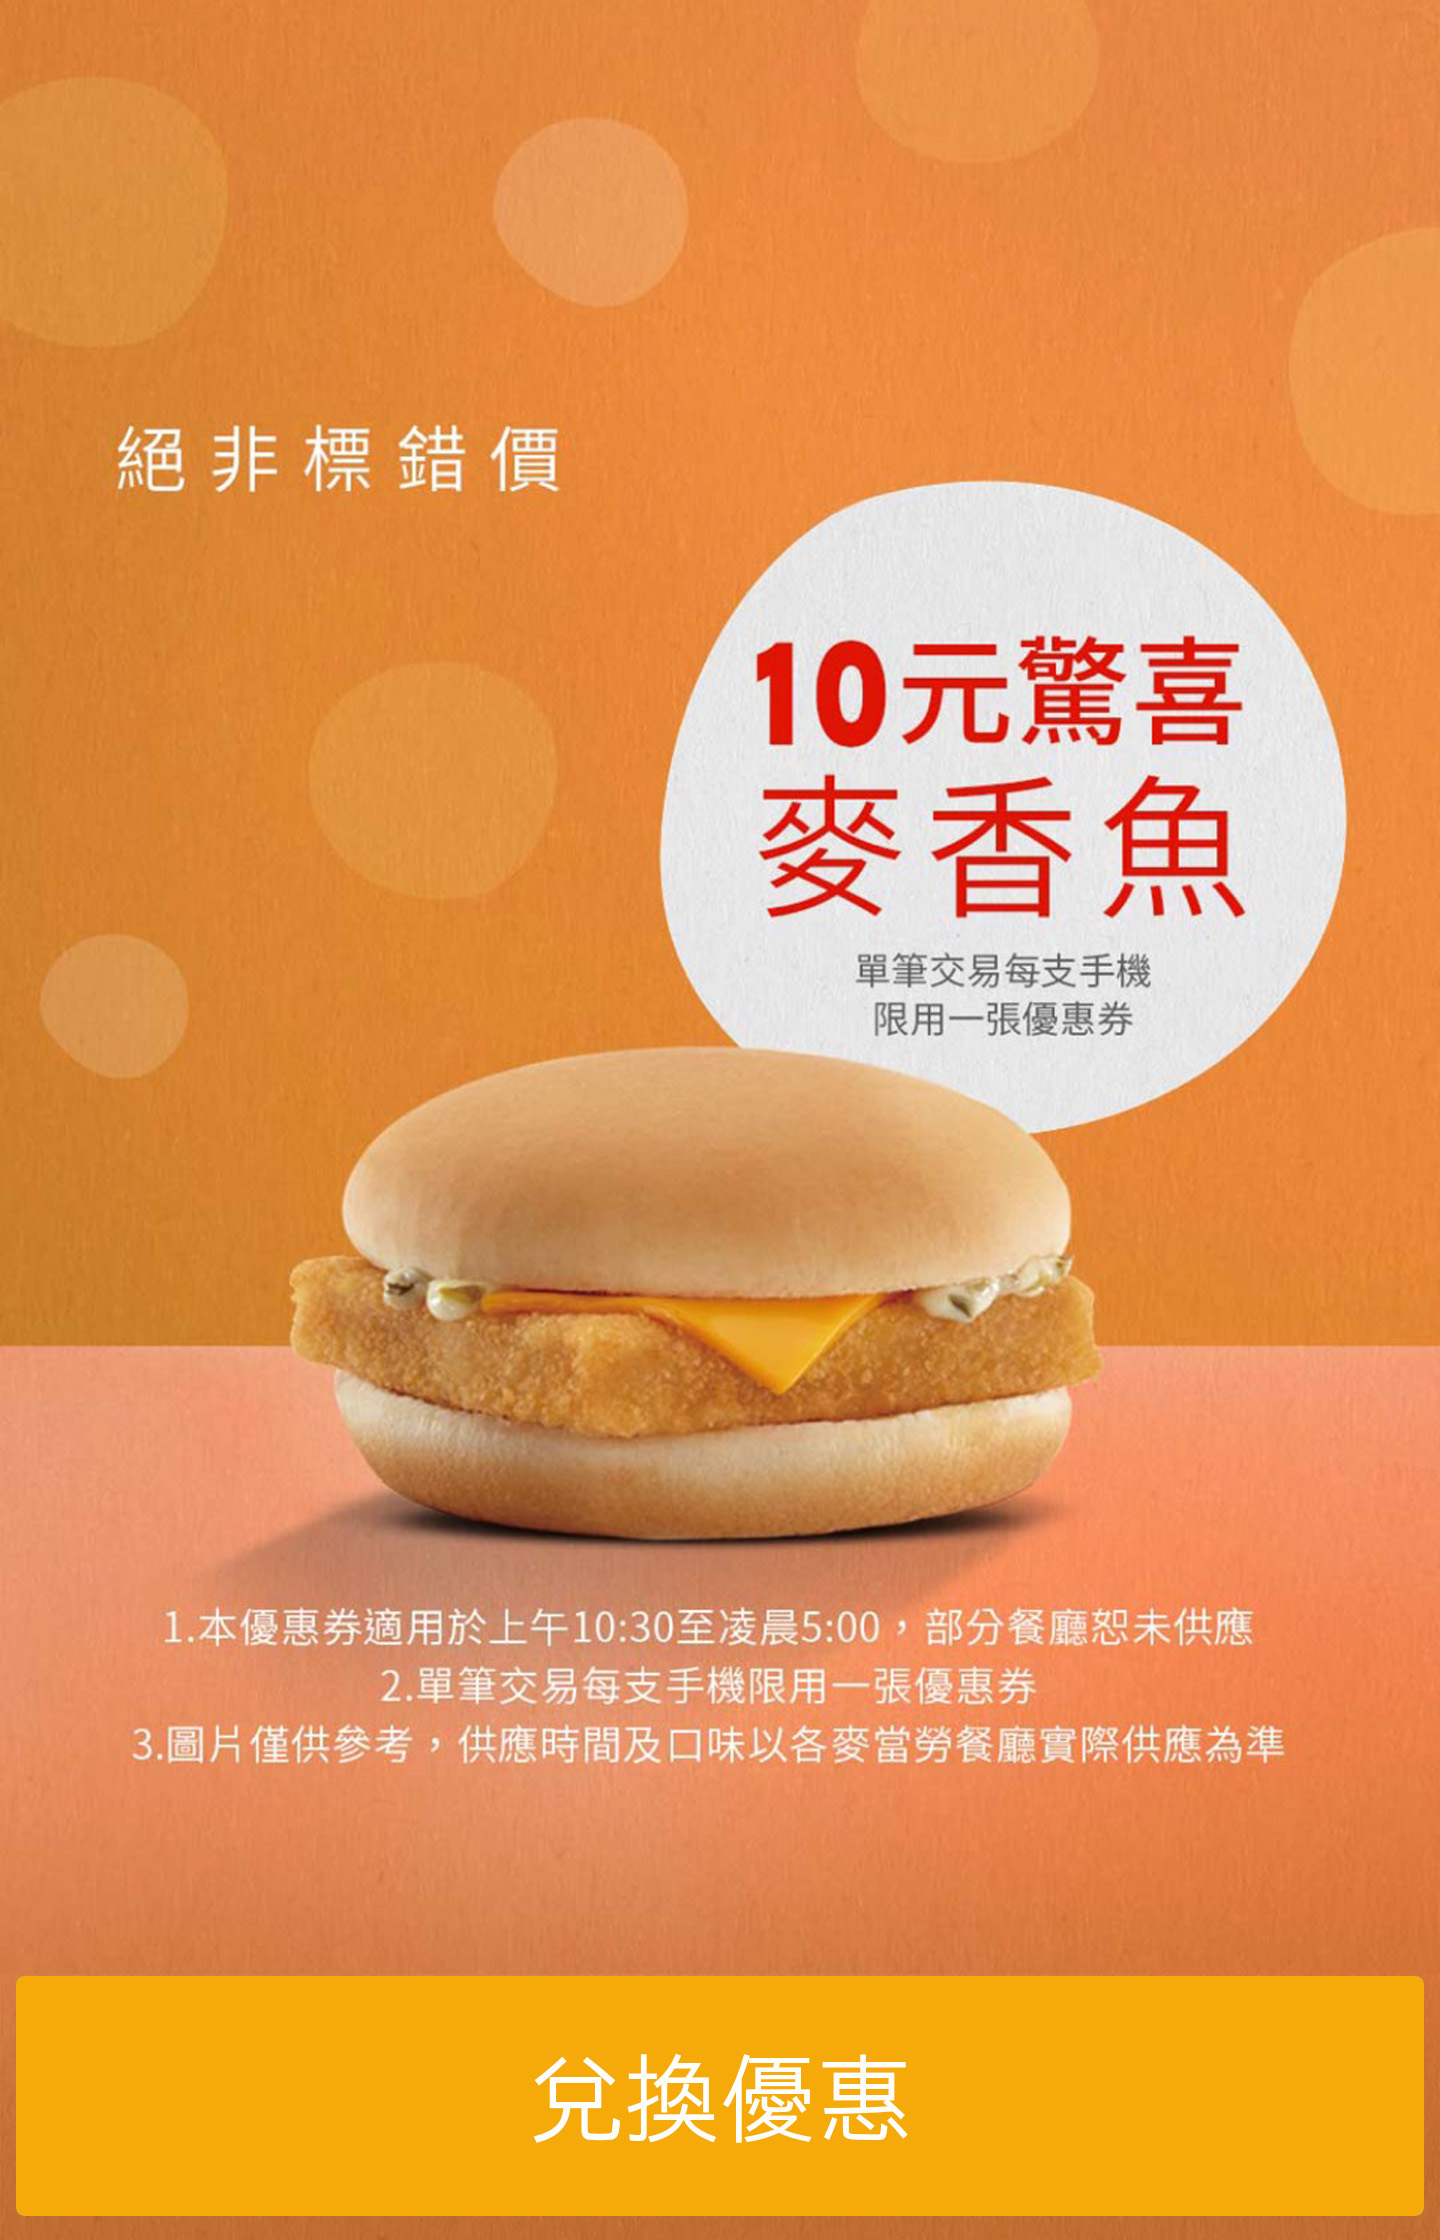 絕非標錯價
10元驚喜
麥香魚
單筆交易每支手機
限用一張優惠券
1.本優惠券適用於上午10:30至凌晨5:00，部分餐廳恕未供應
2.單筆交易每支手機限用一張優惠券
3.圖片僅供參考，供應時間及口味以各麥當勞餐廳實際供應為準
兌換優惠